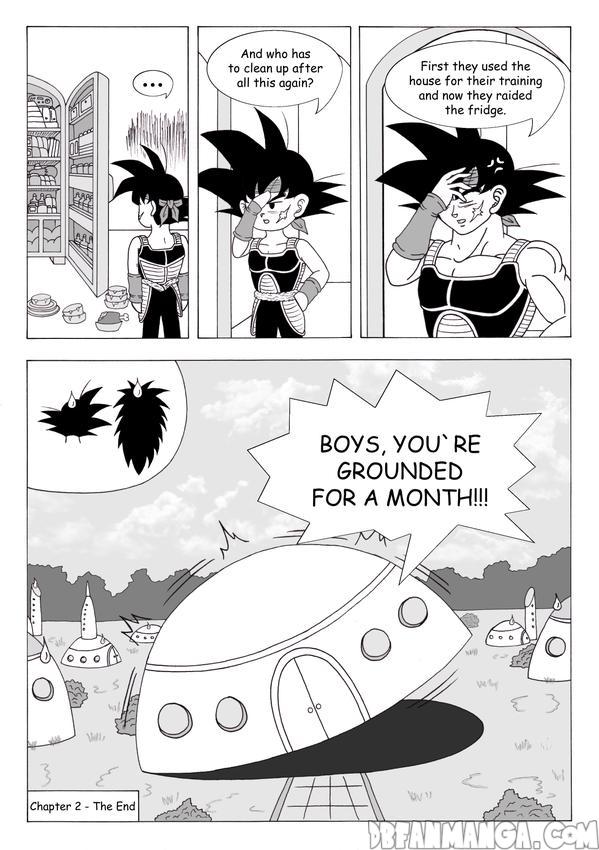 ...
And who has
to clean up after
all this again?
First they used the
house for their training
and now they raided
the fridge.
BOYS, YOU`RE
GROUNDED
FOR A MONTH!!!
Chapter 2 - The End
DBFANMANGA.COM